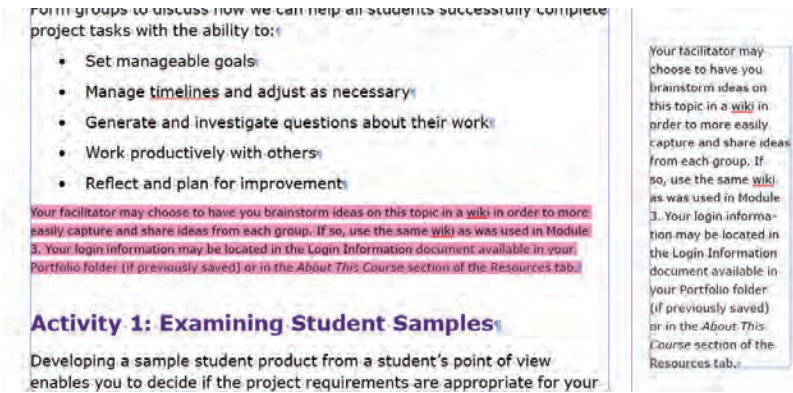 Form groups to discuss how we can help all students successfully complete
project tasks with the ability to:
• Set manageable goals
• Manage timelines and adjust as necessary
• Generate and investigate questions about their work
• Work productively with others
• Reflect and plan for improvement
Your facilitator may choose to have you brainstorm ideas on this topic in a wiki in order to more
easily capture and share ideas from each group. If so, use the same wiki as was used in Module
3. Your login information may be located in the Login Information document available in your
Portfolio folder (if previously saved) or in the About This Course section of the Resources tab.
Activity 1: Examining Student Samples
Developing a sample student product from a student's point of view
enables you to decide if the project requirements are appropriate for your
Your facilitator may
choose to have you
brainstorm ideas on
this topic in a wiki in
order to more easily
capture and share ideas
from each group. If
so, use the same wiki
as was used in Module
3. Your login informa-
tion may be located in
the Login Information
document available in
your Portfolio folder
(if previously saved)
or in the About This
Course section of the
Resources tab.